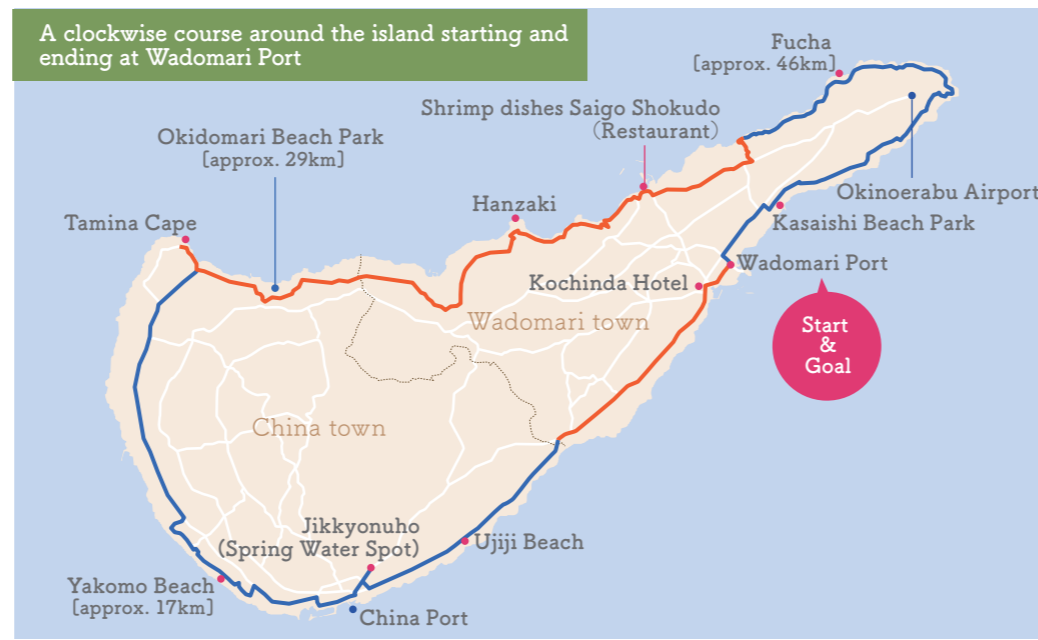 A clockwise course around the island starting and
ending at Wadomari Port
Fucha
[approx. 46km]
Shrimp dishes Saigo Shokudo
(Restaurant)
Okidomari Beach Park
[approx. 29km]
Okinoerabu Airport
Hanzaki
Kasaishi Beach Park
Tamina Cape
Wadomari Port
Kochinda Hotel
Wadomari town
Start
&
Goal
China town
Jikkyonuho
(Spring Water Spot)
Ujiji Beach
Yakomo Beach
[approx. 17km]
China Port